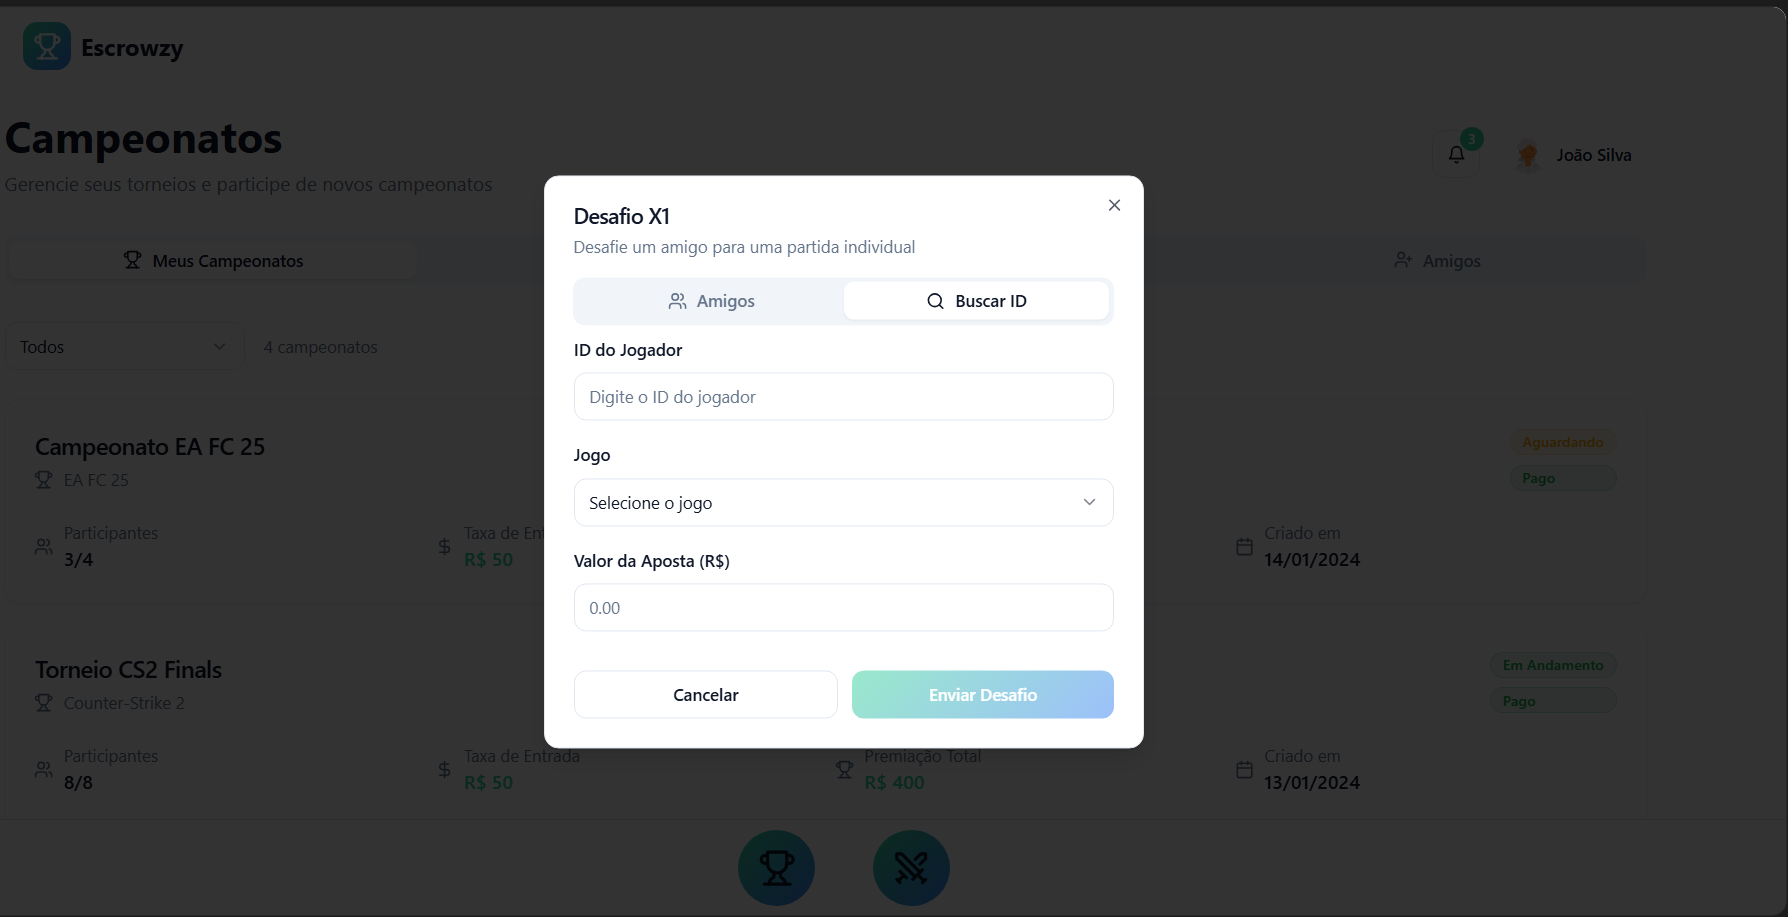 Escrowzy
Campeonatos
Gerencie seus torneios e participe de novos campeonatos
3
João Silva
Meus Campeonatos
Amigos
Todos
4 campeonatos
Campeonato EA FC 25
EA FC 25
Aguardando
Pago
Participantes
3/4
Taxa de Ent
R$ 50
Criado em
14/01/2024
Torneio CS2 Finals
Counter-Strike 2
Em Andamento
Pago
Participantes
8/8
Taxa de Entrada
R$ 50
Premiação Total
R$ 400
Criado em
13/01/2024
Desafio X1
Desafie um amigo para uma partida individual
Amigos
Buscar ID
ID do Jogador
Digite o ID do jogador
Jogo
Selecione o jogo
Valor da Aposta (R$)
0.00
Cancelar
Enviar Desafio